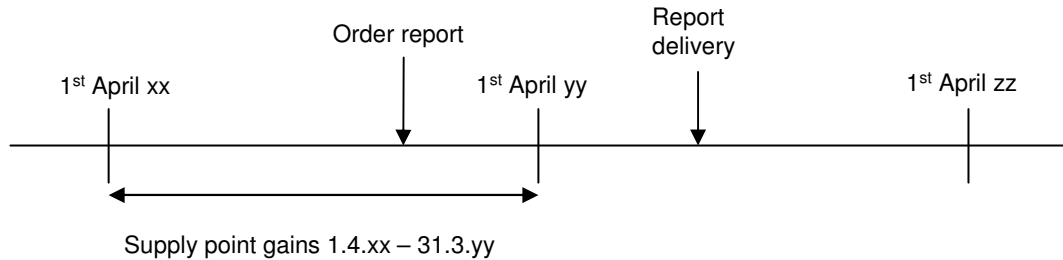 Order report
Report
delivery
1st April xx
1st April yy
1st April zz
Supply point gains 1.4.xx – 31.3.yy